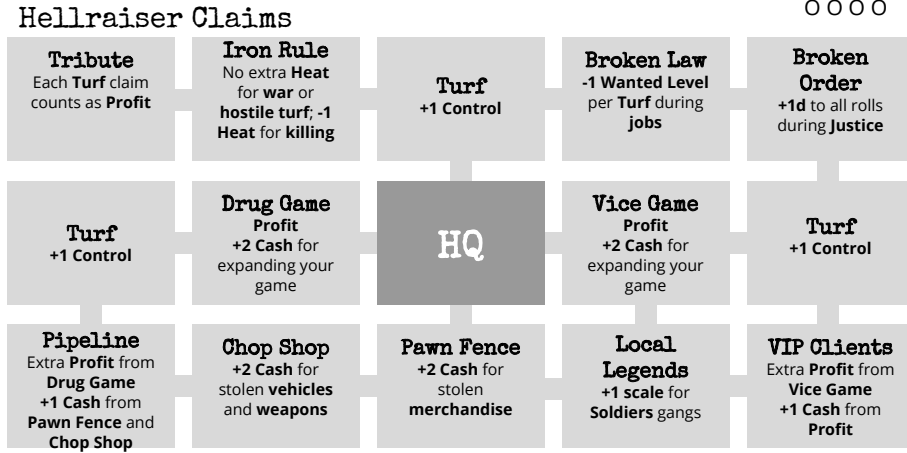 Hellraiser Claims
O O O O
Tribute
Each Turf claim
counts as Profit
Iron Rule
No extra Heat
for war or
hostile turf; -1
Heat for killing
Turf
+1 Control
Broken Law
-1 Wanted Level
per Turf during
jobs
Broken
Order
+1d to all rolls
during Justice
Turf
+1 Control
Drug Game
Profit
+2 Cash for
expanding your
game
HQ
Vice Game
Profit
+2 Cash for
expanding your
game
Turf
+1 Control
Pipeline
Extra Profit from
Drug Game
+1 Cash from
Pawn Fence and
Chop Shop
Chop Shop
+2 Cash for
stolen vehicles
and weapons
Pawn Fence
+2 Cash for
stolen
merchandise
Local
Legends
+1 scale for
Soldiers gangs
VIP Clients
Extra Profit from
Vice Game
+1 Cash from
Profit